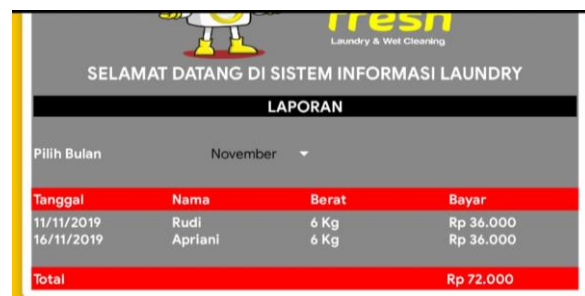 fresh
Laundry & Wet Cleaning
SELAMAT DATANG DI SISTEM INFORMASI LAUNDRY
LAPORAN
Pilih Bulan November
Tanggal Nama Berat Bayar
11/11/2019 Rudi 6 Kg Rp 36.000
16/11/2019 Apriani 6 Kg Rp 36.000
Total Rp 72.000